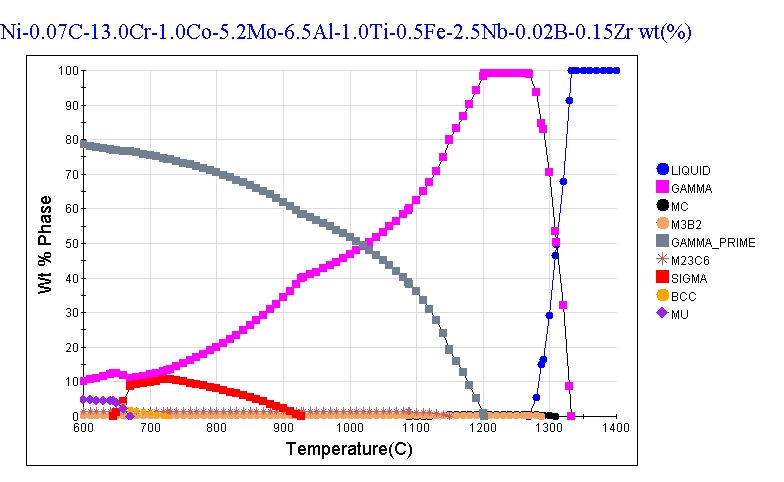 Ni-0.07C-13.0Cr-1.0Co-5.2Mo-6.5Al-1.0Ti-0.5Fe-2.5Nb-0.02B-0.15Zr wt(%)
100
90
80
70
60
50
40
30
20
10
0
Wt % Phase
600 700 800 900 1000 1100 1200 1300 1400
Temperature(C)
LIQUID
GAMMA
MC
M3B2
GAMMA_PRIME
M23C6
SIGMA
BCC
MU